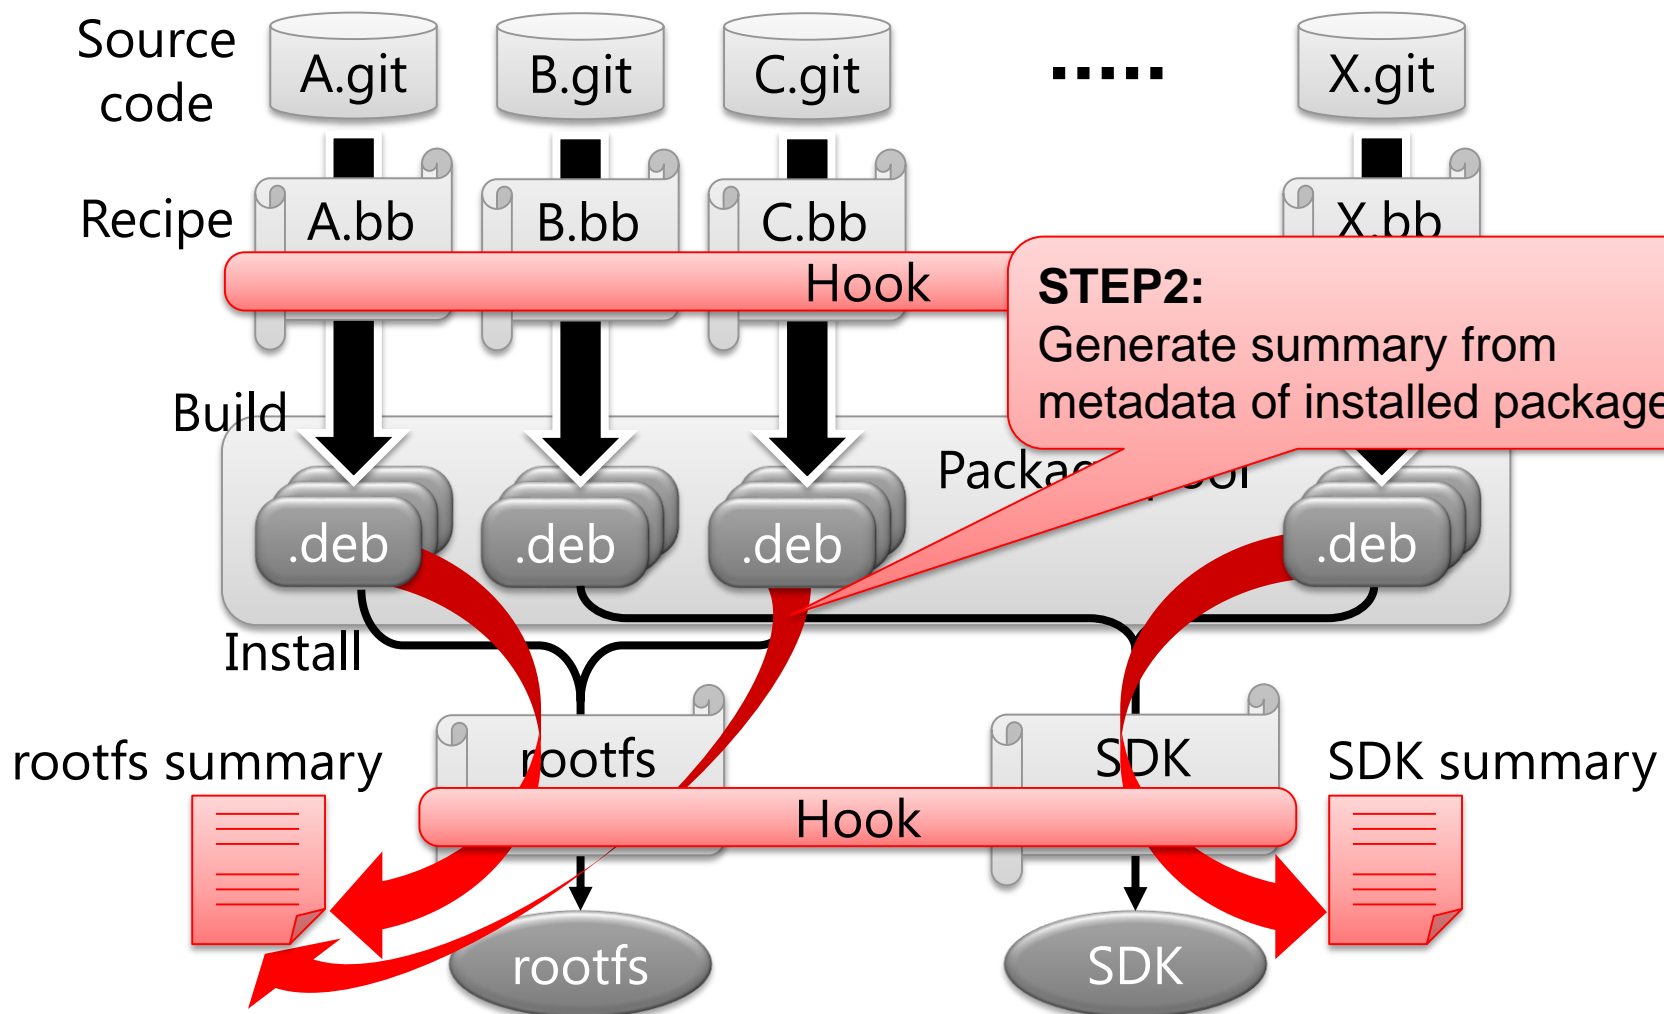 Source
code
A.git
B.git
C.git
X.git
Recipe
A.bb
B.bb
C.bb
X.bb
Hook
STEP2:
Generate summary from
metadata of installed package
Build
.deb
.deb
.deb
.deb
Install
rootfs
SDK
rootfs summary
SDK summary
Hook
rootfs
SDK